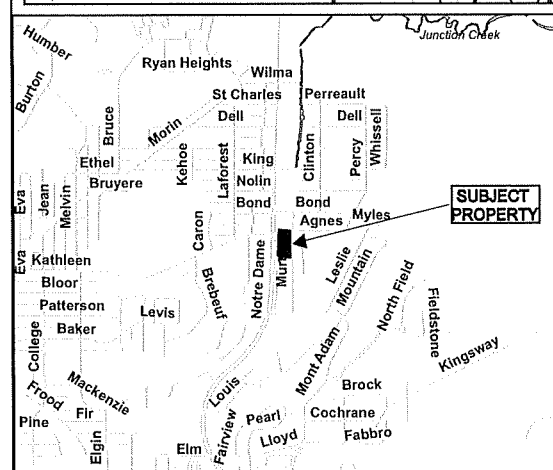 Junction Creek
Humber
Ryan Heights
Wilma
Burton
St Charles
Perreault
Bruce
Morin
Dell
Dell
Whissell
Percy
Clinton
King
Kehoe
Laforest
Ethel
Nolin
Bruyere
Eva
Jean
Melvin
Bond
Bond
Myles
Agnes
SUBJECT
PROPERTY
Caron
Eva
Kathleen
Notre Dame
Leslie
Mountain
North Field
Bloor
Brebeuf
Patterson
Levis
Fieldstone
Baker
Kingsway
College
Mont Adam
Mackenzie
Louis
Brock
Frood
Fir
Pearl
Cochrane
Pine
Elgin
Elm
Fairview
Lloyd
Fabbro